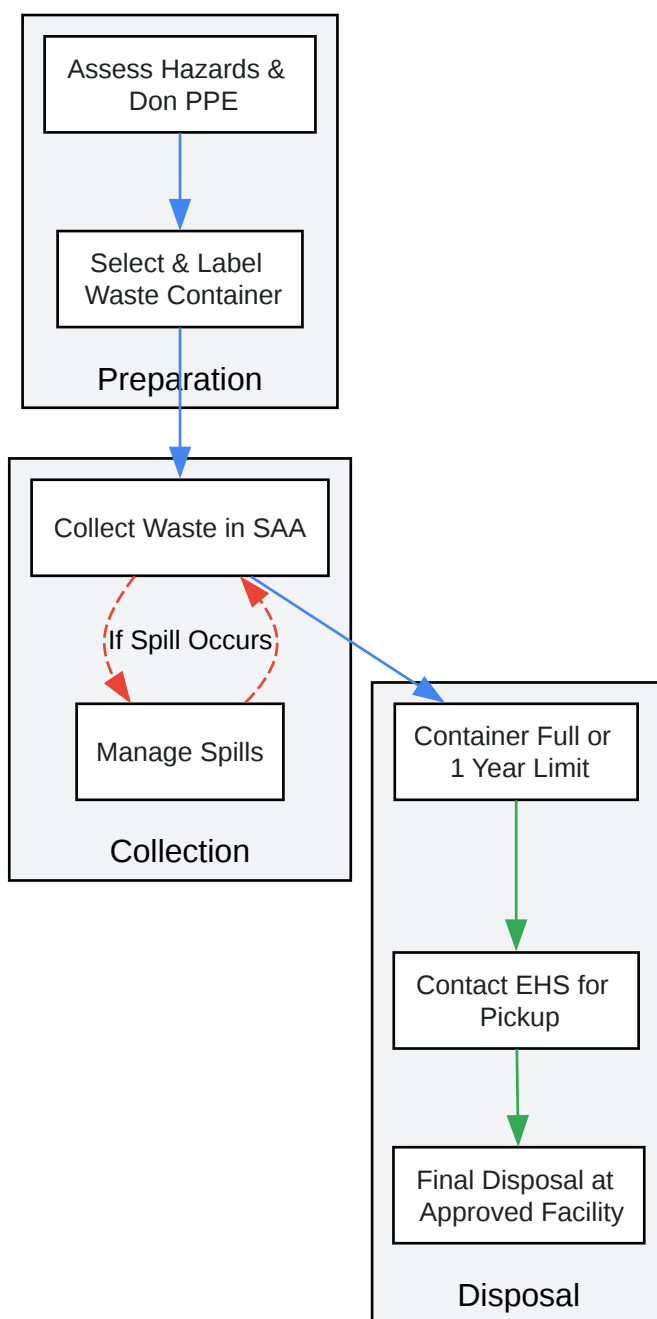 Assess Hazards &
Don PPE
Select & Label
Waste Container
Preparation
Collect Waste in SAA
If Spill Occurs
Manage Spills
Collection
Container Full or
1 Year Limit
Contact EHS for
Pickup
Final Disposal at
Approved Facility
Disposal